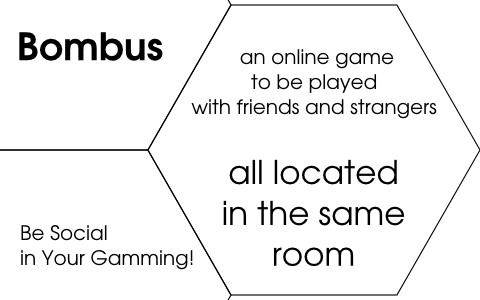 Bombus
an online game
to be played
with friends and strangers
all located
in the same
room
Be Social
in Your Gamming!